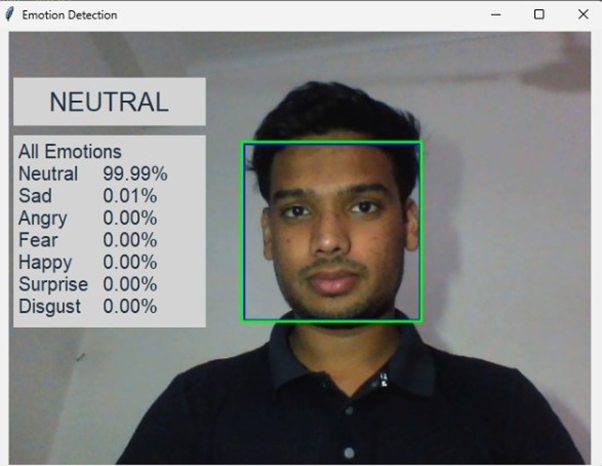 Emotion Detection
NEUTRAL
All Emotions
Neutral 99.99%
Sad 0.01%
Angry 0.00%
Fear 0.00%
Happy 0.00%
Surprise 0.00%
Disgust 0.00%